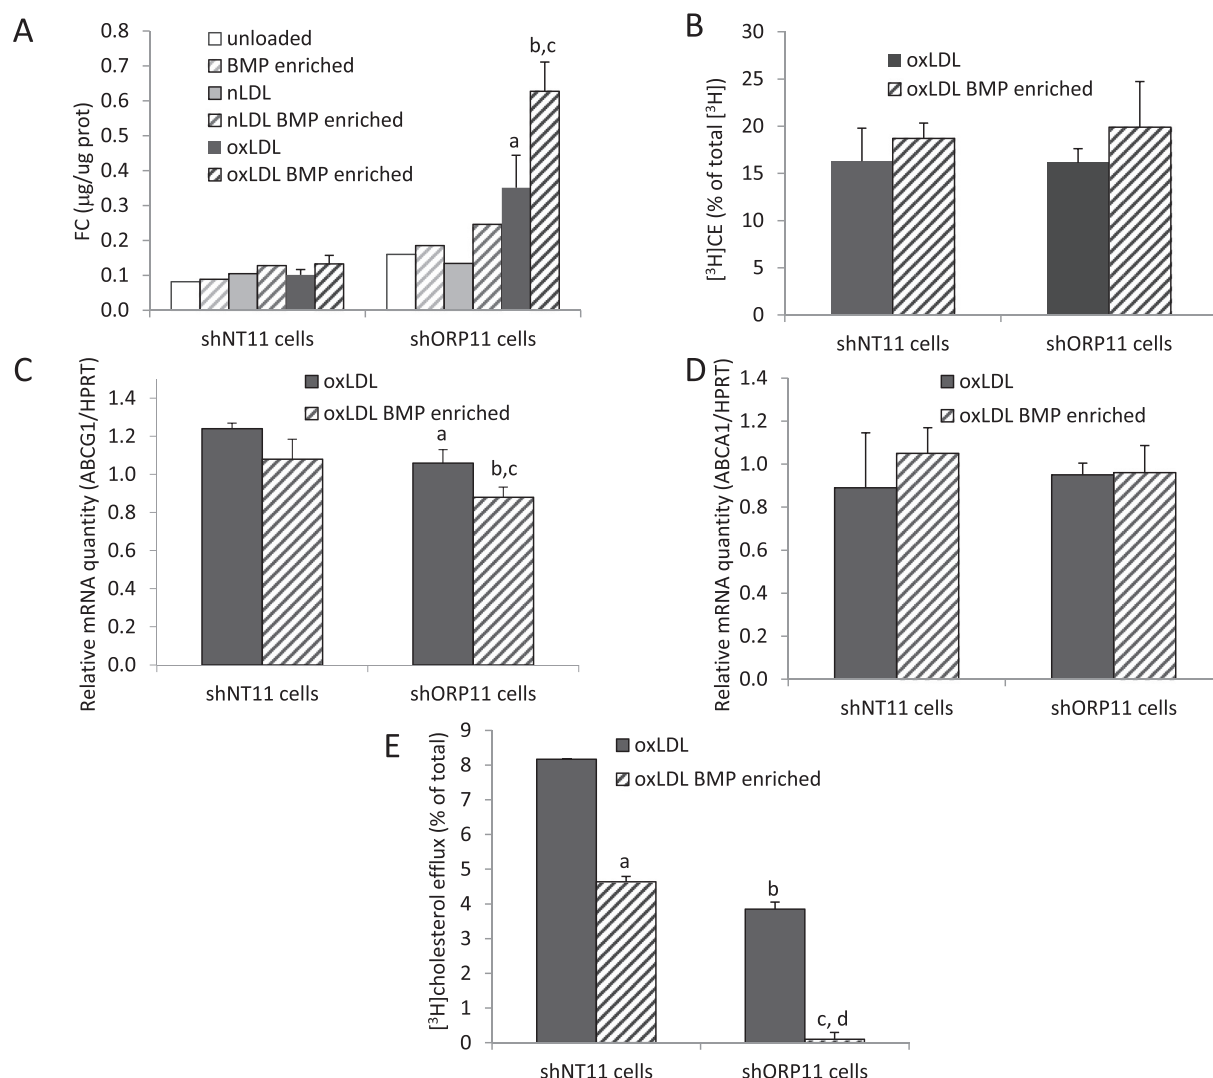 A
FC (µg/ug prot)
0.8
0.7
0.6
0.5
0.4
0.3
0.2
0.1
0.0
unloaded
BMP enriched
nLDL
nLDL BMP enriched
oxLDL
oxLDL BMP enriched
a
b,c
shNT11 cells
shORP11 cells
B
[³H]CE (% of total [³H])
30
25
20
15
10
5
0
oxLDL
oxLDL BMP enriched
shNT11 cells
shORP11 cells
C
Relative mRNA quantity (ABCG1/HPRT)
1.4
1.2
1.0
0.8
0.6
0.4
0.2
0.0
oxLDL
oxLDL BMP enriched
a
b,c
shNT11 cells
shORP11 cells
D
Relative mRNA quantity (ABCA1/HPRT)
1.4
1.2
1.0
0.8
0.6
0.4
0.2
0.0
oxLDL
oxLDL BMP enriched
shNT11 cells
shORP11 cells
E
[³H]cholesterol efflux (% of total)
9
8
7
6
5
4
3
2
1
0
oxLDL
oxLDL BMP enriched
a
b
c, d
shNT11 cells
shORP11 cells